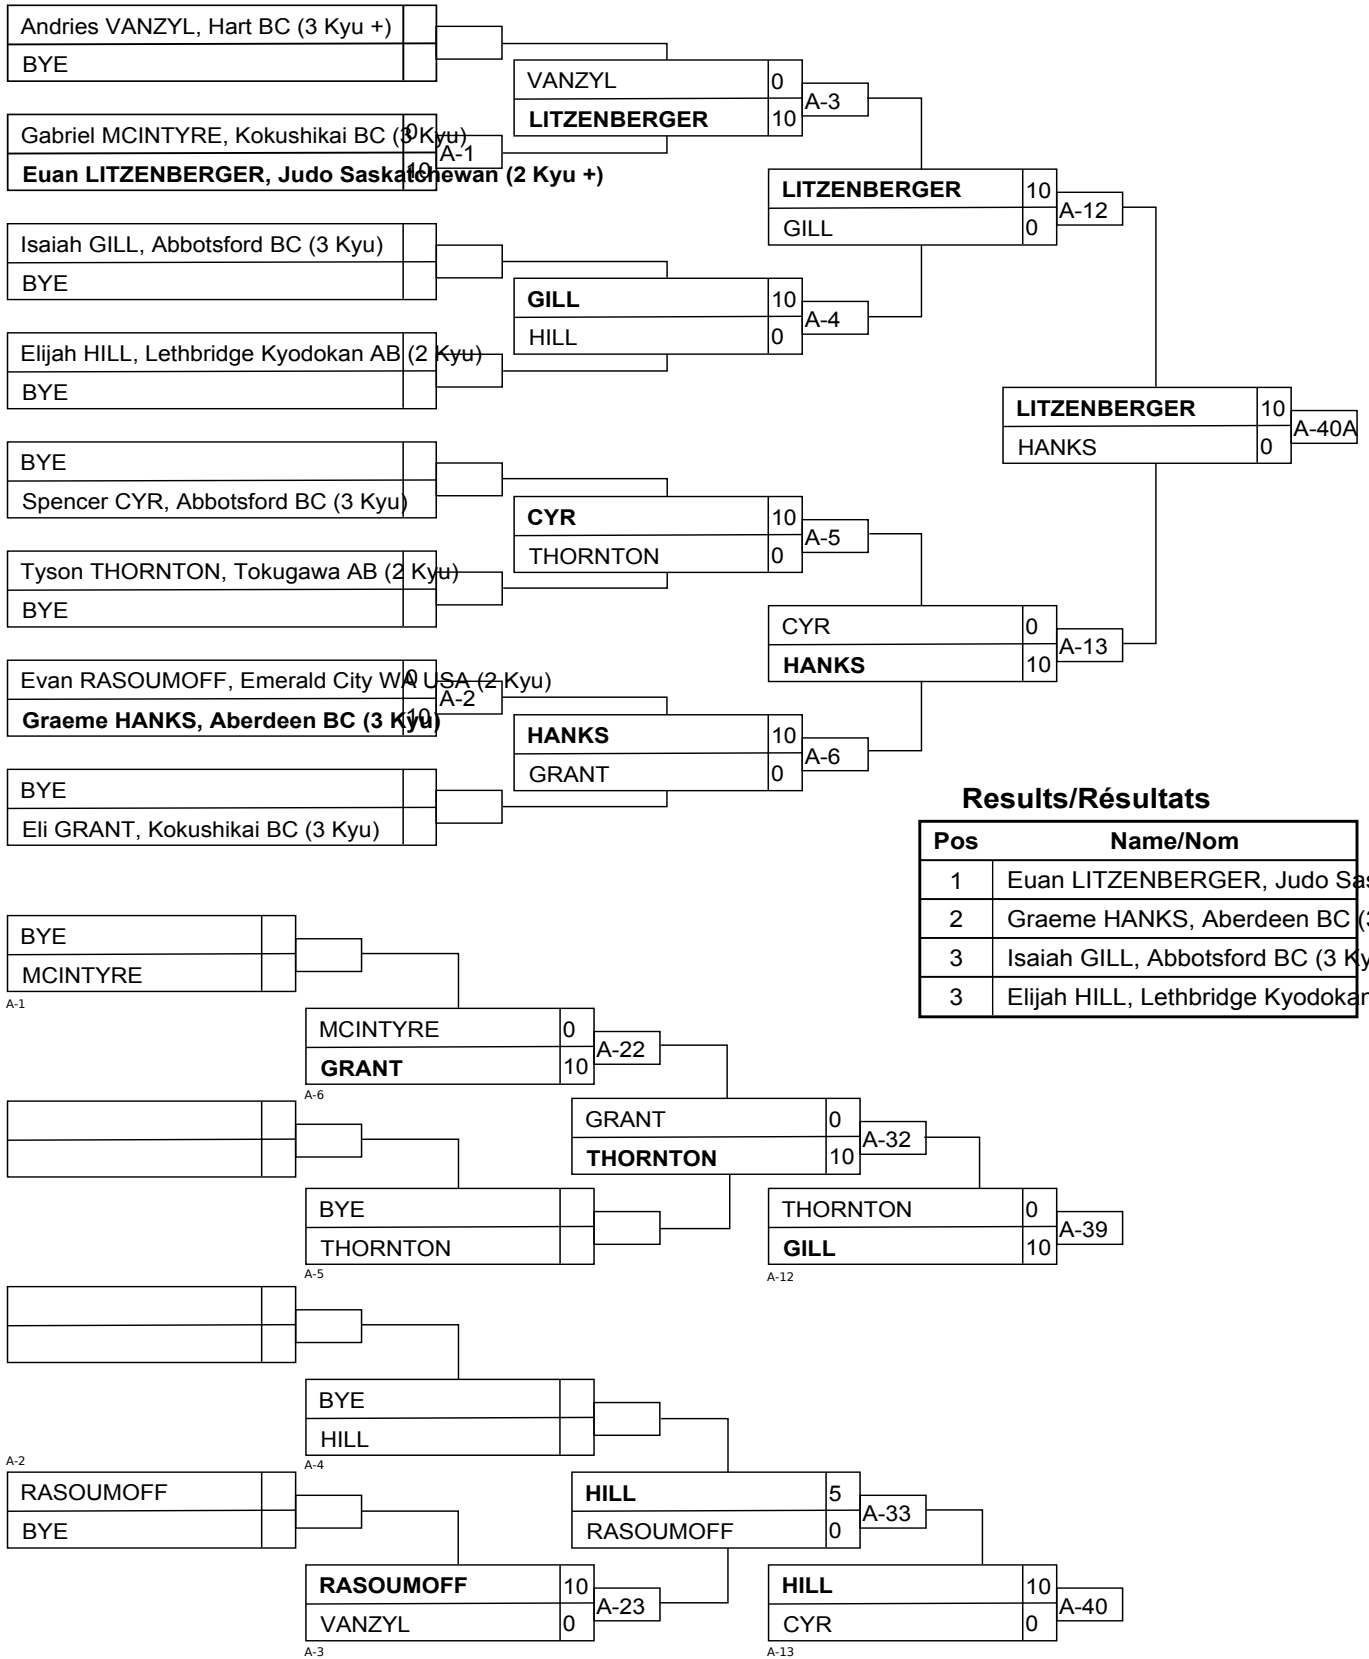 Andries VANZYL, Hart BC (3 Kyu +)
BYE
Gabriel MCINTYRE, Kokushikai BC (3 Kyu) 0
A-1
Euan LITZENBERGER, Judo Saskatchewan (2 Kyu +) 10
Isaiah GILL, Abbotsford BC (3 Kyu)
BYE
Elijah HILL, Lethbridge Kyodokan AB (2 Kyu)
BYE
BYE
Spencer CYR, Abbotsford BC (3 Kyu)
Tyson THORNTON, Tokugawa AB (2 Kyu)
BYE
Evan RASOUMOFF, Emerald City WA USA (2 Kyu) 0
A-2
Graeme HANKS, Aberdeen BC (3 Kyu) 10
BYE
Eli GRANT, Kokushikai BC (3 Kyu)
VANZYL 0
A-3
LITZENBERGER 10
GILL 10
A-4
HILL 0
CYR 10
A-5
THORNTON 0
HANKS 10
A-6
GRANT 0
LITZENBERGER 10
A-12
GILL 0
CYR 0
A-13
HANKS 10
LITZENBERGER 10
A-40A
HANKS 0
Results/Résultats
Pos Name/Nom
1 Euan LITZENBERGER, Judo Sas
2 Graeme HANKS, Aberdeen BC (3
3 Isaiah GILL, Abbotsford BC (3 Ky
3 Elijah HILL, Lethbridge Kyodokan
BYE
MCINTYRE
A-1
MCINTYRE 0
A-22
GRANT 10
A-6
GRANT 0
A-32
THORNTON 10
BYE
THORNTON
A-5
THORNTON 0
A-39
GILL 10
A-12
BYE
HILL
A-4
A-2
RASOUMOFF
BYE
HILL 5
A-33
RASOUMOFF 0
RASOUMOFF 10
A-23
VANZYL 0
A-3
HILL 10
A-40
CYR 0
A-13